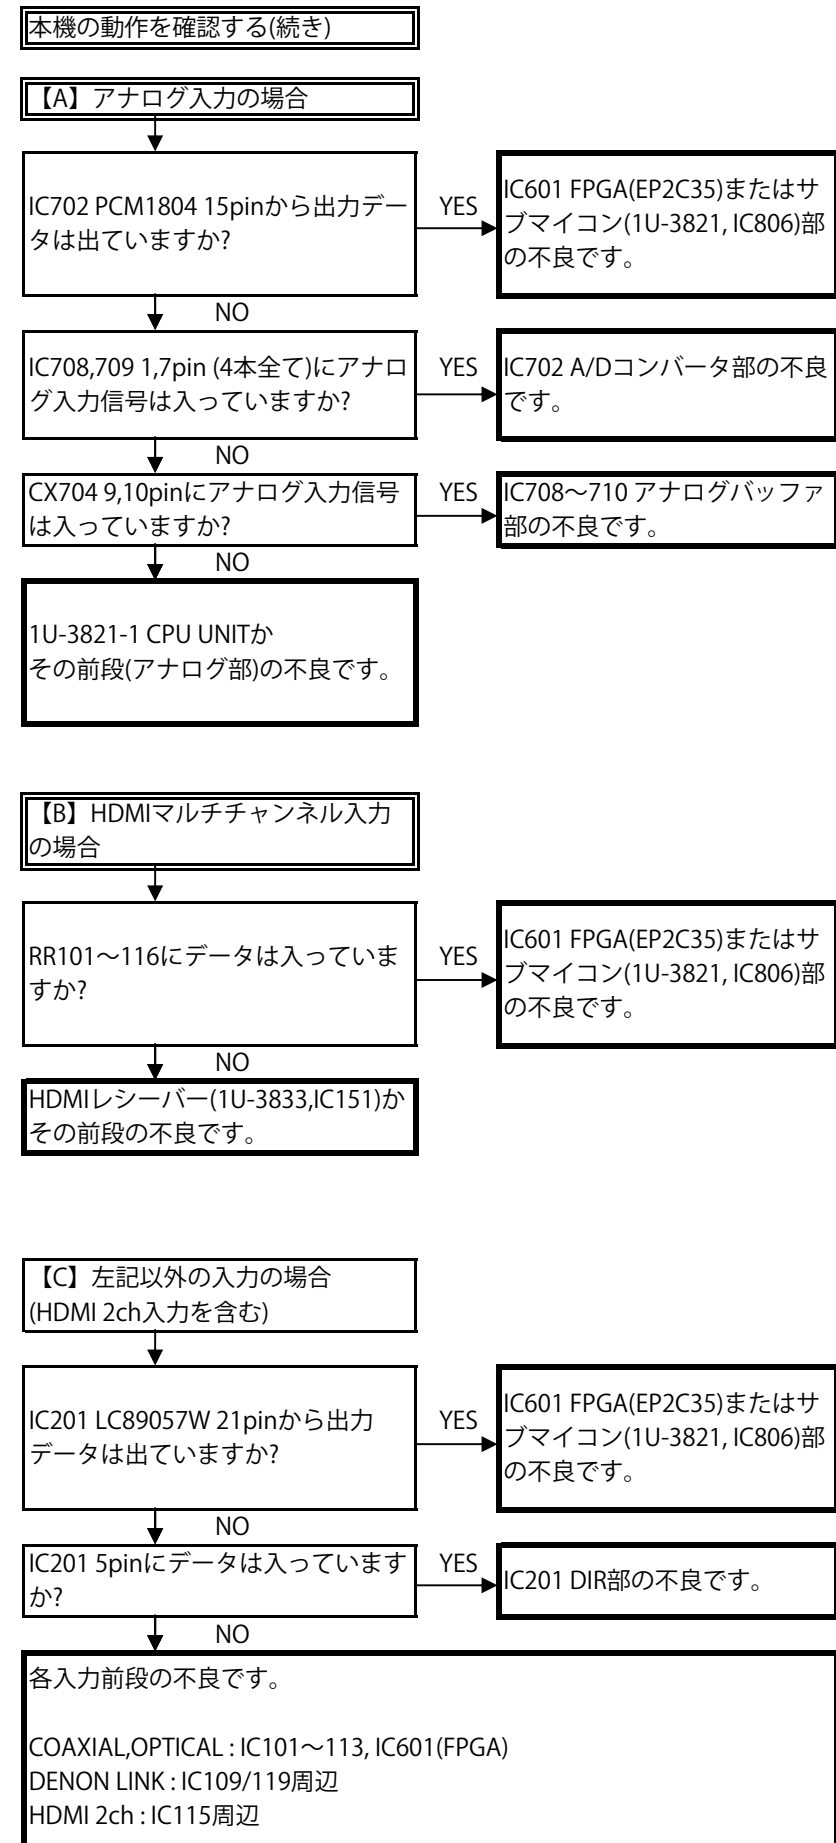 本機の動作を確認する(続き)
【A】アナログ入力の場合
IC702 PCM1804 15pinから出力デー
タは出ていますか?
YES
IC601 FPGA(EP2C35)またはサ
ブマイコン(1U-3821, IC806)部
の不良です。
NO
IC708,709 1,7pin (4本全て)にアナロ
グ入力信号は入っていますか?
YES
IC702 A/Dコンバータ部の不良
です。
NO
CX704 9,10pinにアナログ入力信号
は入っていますか?
YES
IC708～710 アナログバッファ
部の不良です。
NO
1U-3821-1 CPU UNITか
その前段(アナログ部)の不良です。
【B】HDMIマルチチャンネル入力
の場合
RR101～116にデータは入っていま
すか?
YES
IC601 FPGA(EP2C35)またはサ
ブマイコン(1U-3821, IC806)部
の不良です。
NO
HDMIレシーバー(1U-3833,IC151)か
その前段の不良です。
【C】左記以外の入力の場合
(HDMI 2ch入力を含む)
IC201 LC89057W 21pinから出力
データは出ていますか?
YES
IC601 FPGA(EP2C35)またはサ
ブマイコン(1U-3821, IC806)部
の不良です。
NO
IC201 5pinにデータは入っています
か?
YES
IC201 DIR部の不良です。
NO
各入力前段の不良です。
COAXIAL,OPTICAL : IC101～113, IC601(FPGA)
DENON LINK : IC109/119周辺
HDMI 2ch : IC115周辺